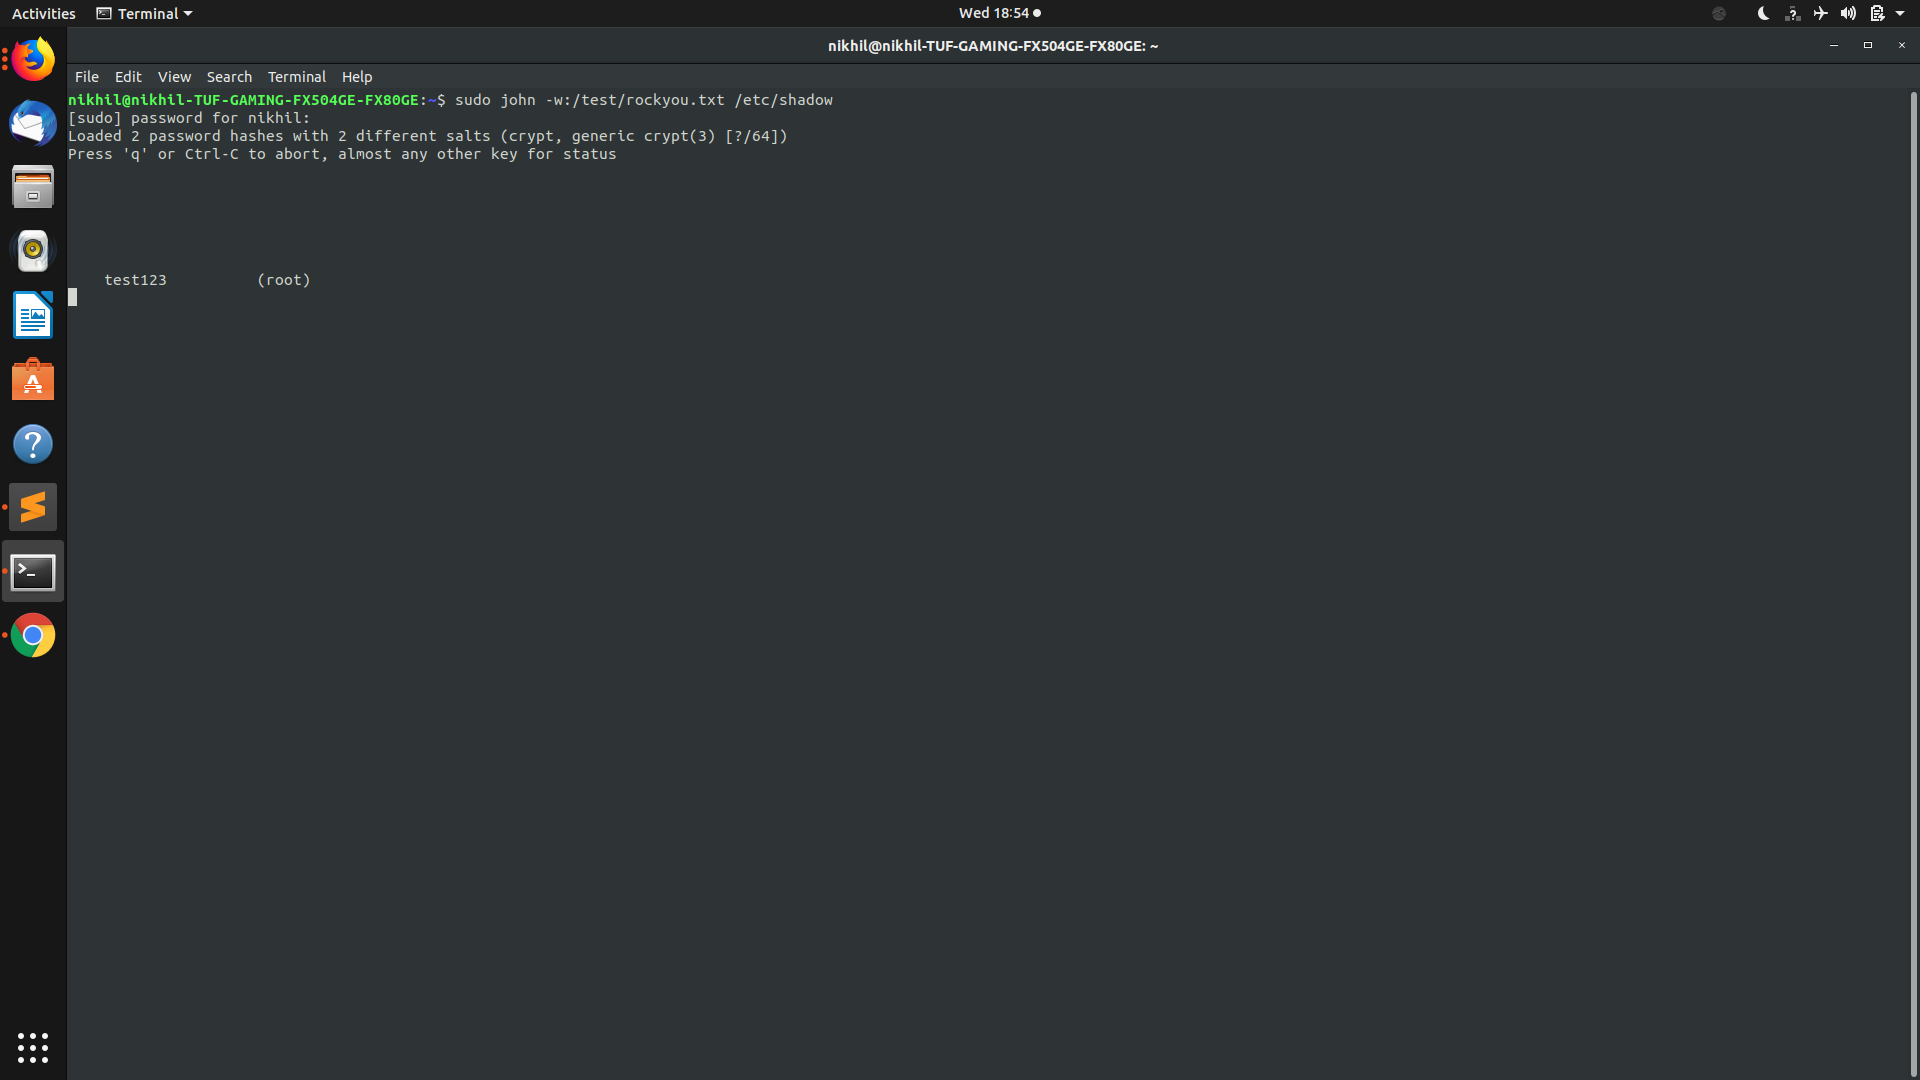 Activities Terminal Wed 18:54
nikhil@nikhil-TUF-GAMING-FX504GE-FX80GE: ~
File Edit View Search Terminal Help
nikhil@nikhil-TUF-GAMING-FX504GE-FX80GE:~$ sudo john -w:/test/rockyou.txt /etc/shadow
[sudo] password for nikhil:
Loaded 2 password hashes with 2 different salts (crypt, generic crypt(3) [?/64])
Press 'q' or Ctrl-C to abort, almost any other key for status
test123 (root)